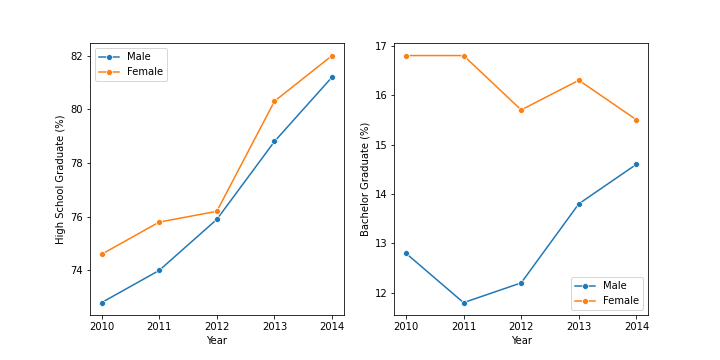 Male
Female
82
80
78
76
74
High School Graduate (%)
2010 2011 2012 2013 2014
Year
17
16
15
14
13
12
Bachelor Graduate (%)
Male
Female
2010 2011 2012 2013 2014
Year